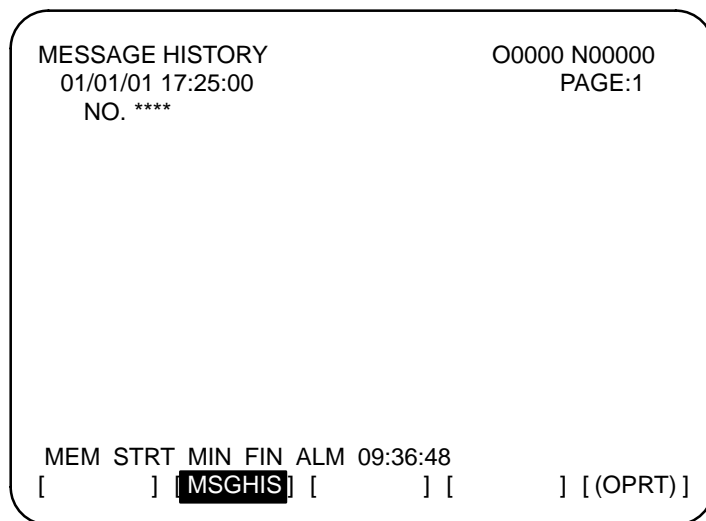 MESSAGE HISTORY O0000 N00000
01/01/01 17:25:00 PAGE:1
NO. ****
MEM STRT MIN FIN ALM 09:36:48
[ ] [ MSGHIS ] [ ] [ ] [ (OPRT) ]